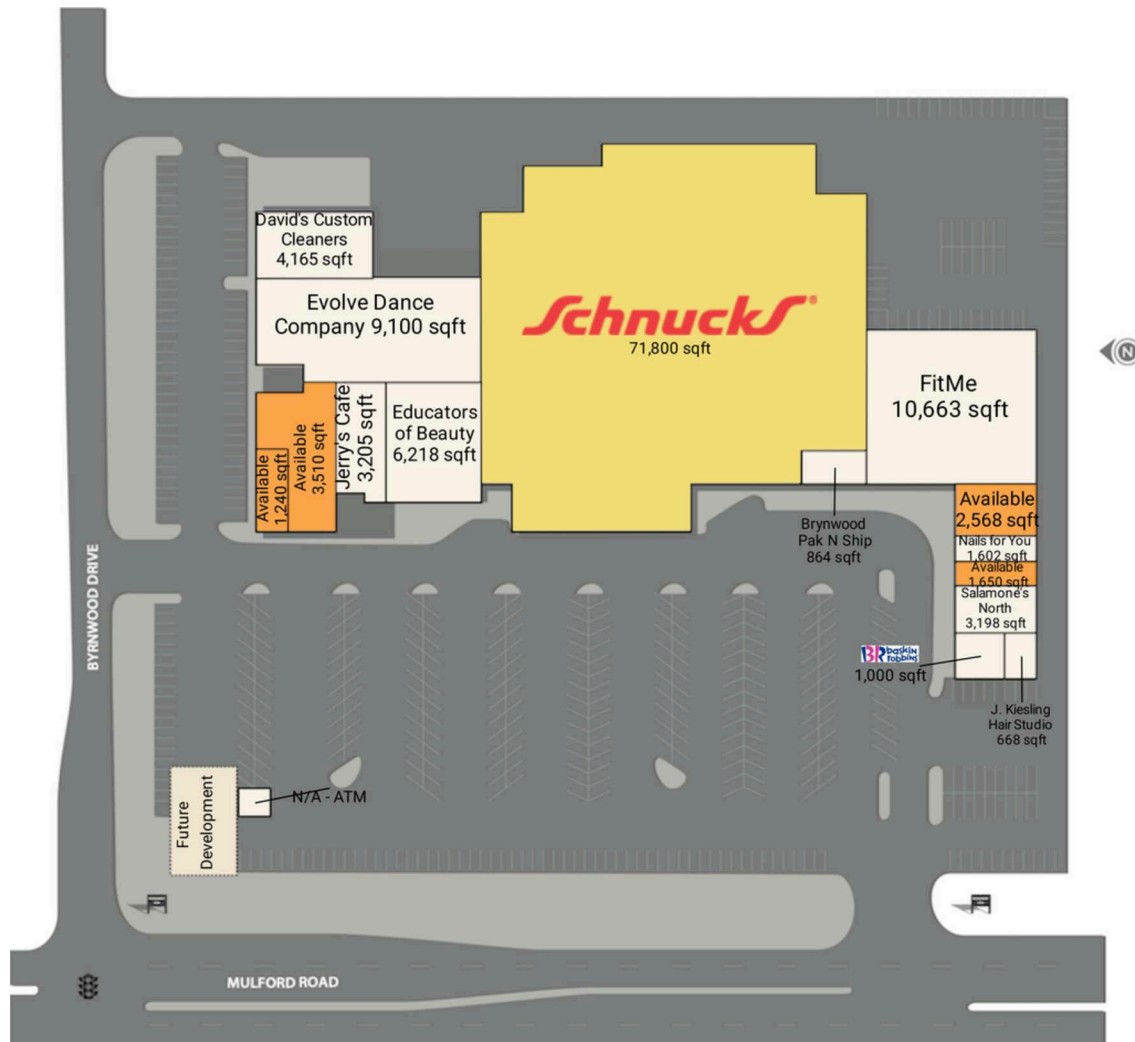 David's Custom
Cleaners
4,165 sqft
Evolve Dance
Company 9,100 sqft
Schnucks®
71,800 sqft
N
FitMe
10,663 sqft
Available
1,240 sqft
Available
3,510 sqft
Jerry's Cafe
3,205 sqft
Educators
of Beauty
6,218 sqft
Brynwood
Pak N Ship
864 sqft
Available
2,568 sqft
Nails for You
1,602 sqft
Available
1,650 sqft
Salamone's
North
3,198 sqft
BR baskin
robbins
1,000 sqft
J. Kiesling
Hair Studio
668 sqft
BYRNWOOD DRIVE
Future
Development
N/A - ATM
MULFORD ROAD